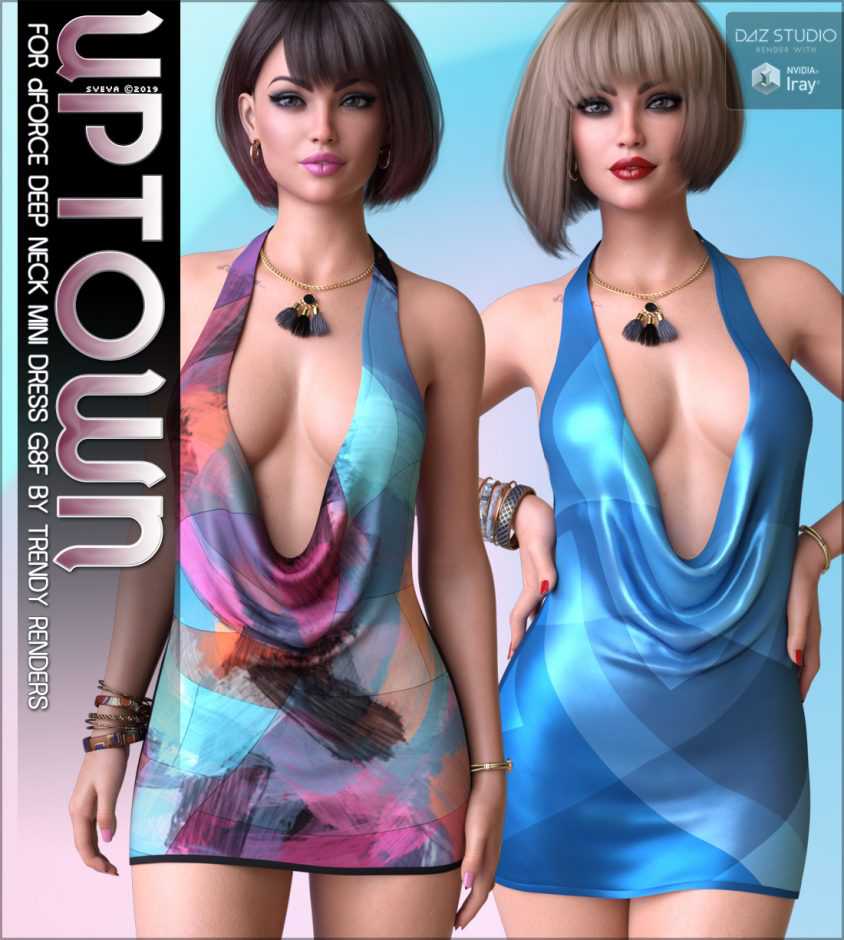 UPTOWN
SVEVA ©2019
FOR dFORCE DEEP NECK MINI DRESS G8F BY TRENDY RENDERS
DAZ STUDIO
RENDER WITH
NVIDIA®
Iray®